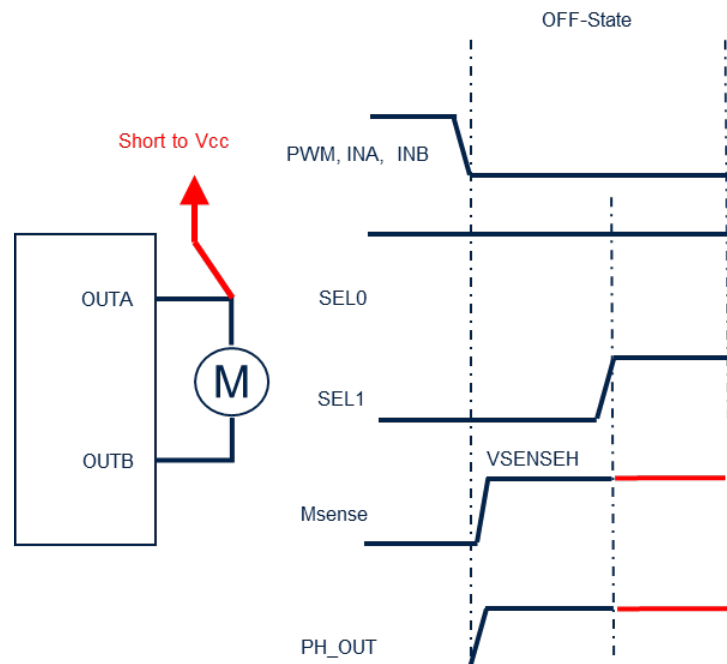 OFF-State
Short to Vcc
PWM, INA, INB
OUTA
SEL0
M
SEL1
OUTB
VSENSEH
Msense
PH_OUT